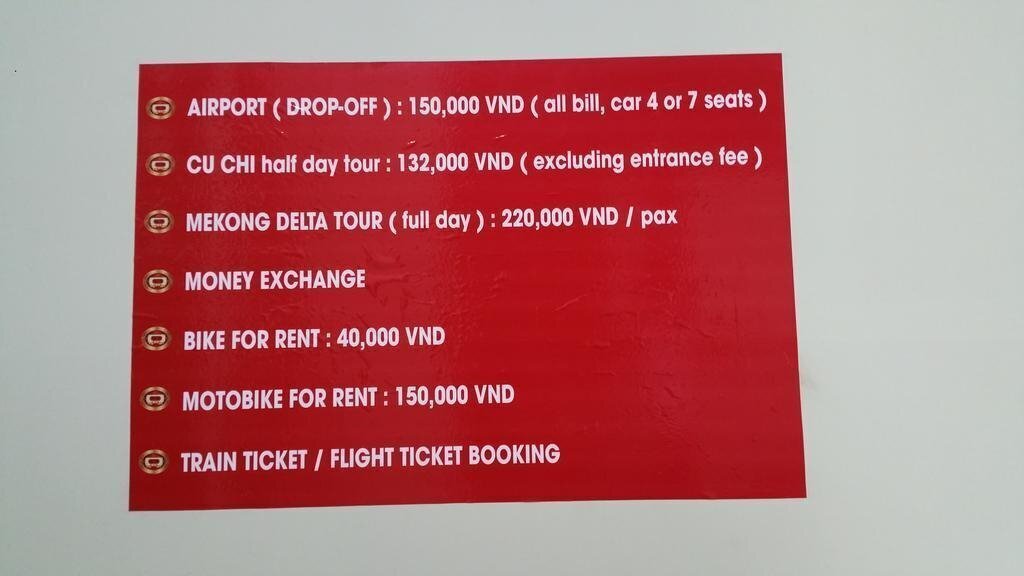 AIRPORT ( DROP-OFF ) : 150,000 VND ( all bill, car 4 or 7 seats )
CU CHI half day tour : 132,000 VND ( excluding entrance fee )
MEKONG DELTA TOUR ( full day ) : 220,000 VND / pax
MONEY EXCHANGE
BIKE FOR RENT : 40,000 VND
MOTOBIKE FOR RENT : 150,000 VND
TRAIN TICKET / FLIGHT TICKET BOOKING